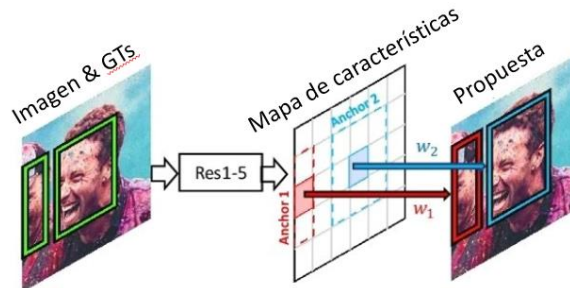 Imagen & GTs
Res1-5
Mapa de características
Anchor 1
Anchor 2
w₂
w₁
Propuesta